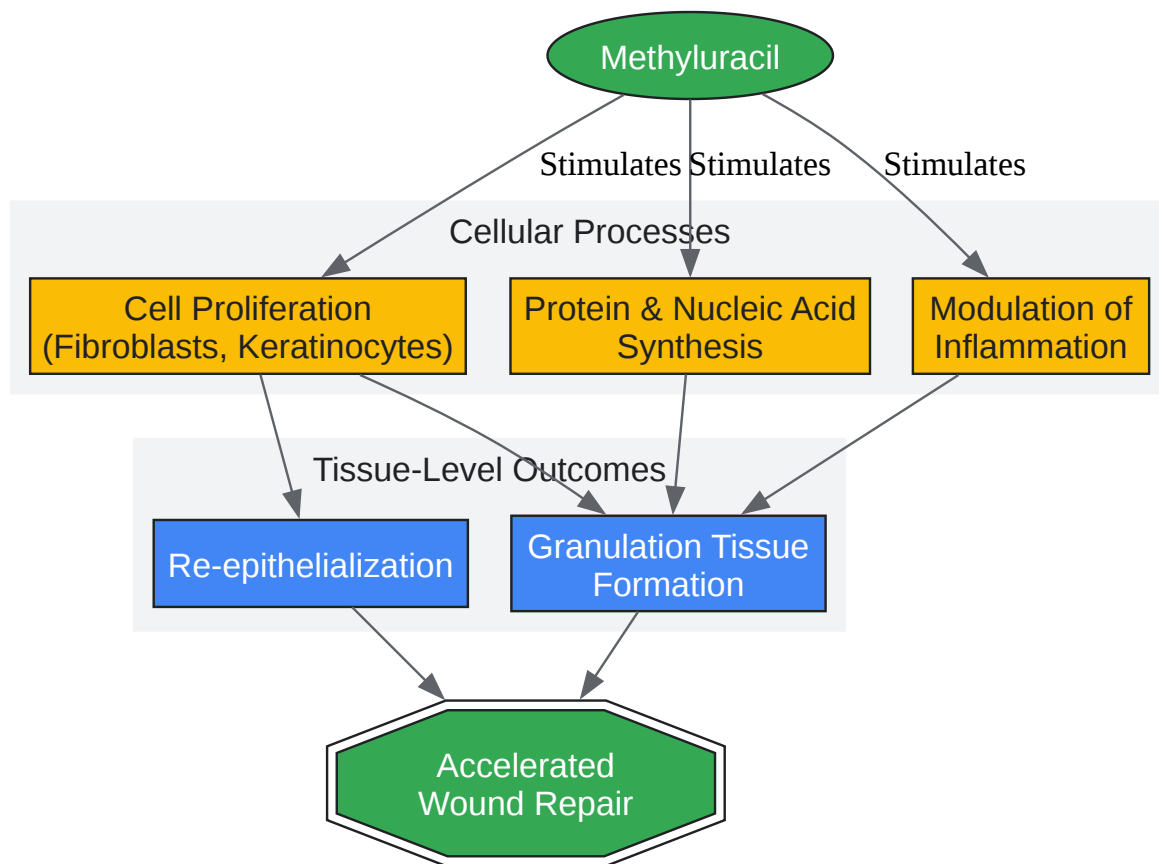 Methyluracil
Stimulates Stimulates Stimulates
Cellular Processes
Cell Proliferation
(Fibroblasts, Keratinocytes)
Protein & Nucleic Acid
Synthesis
Modulation of
Inflammation
Tissue-Level Outcomes
Re-epithelialization
Granulation Tissue
Formation
Accelerated
Wound Repair